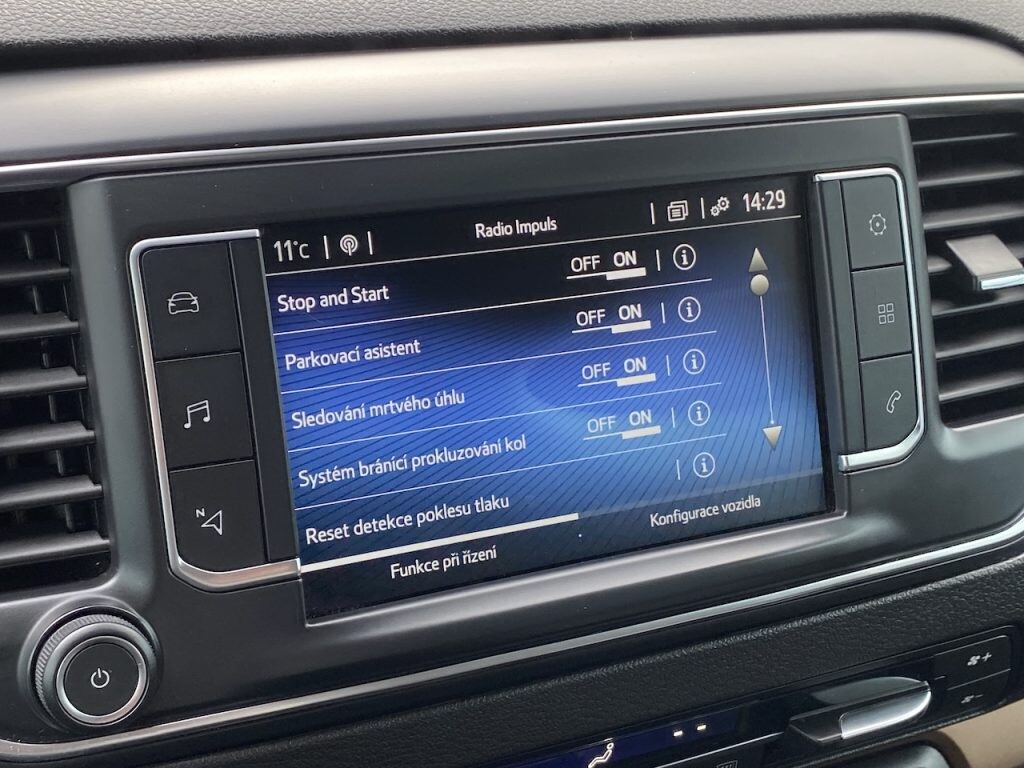 11°C Radio Impuls 14:29
Stop and Start OFF ON
Parkovací asistent OFF ON
Sledování mrtvého úhlu OFF ON
Systém bránící prokluzování kol OFF ON
Reset detekce poklesu tlaku
Funkce při řízení Konfigurace vozidla
N